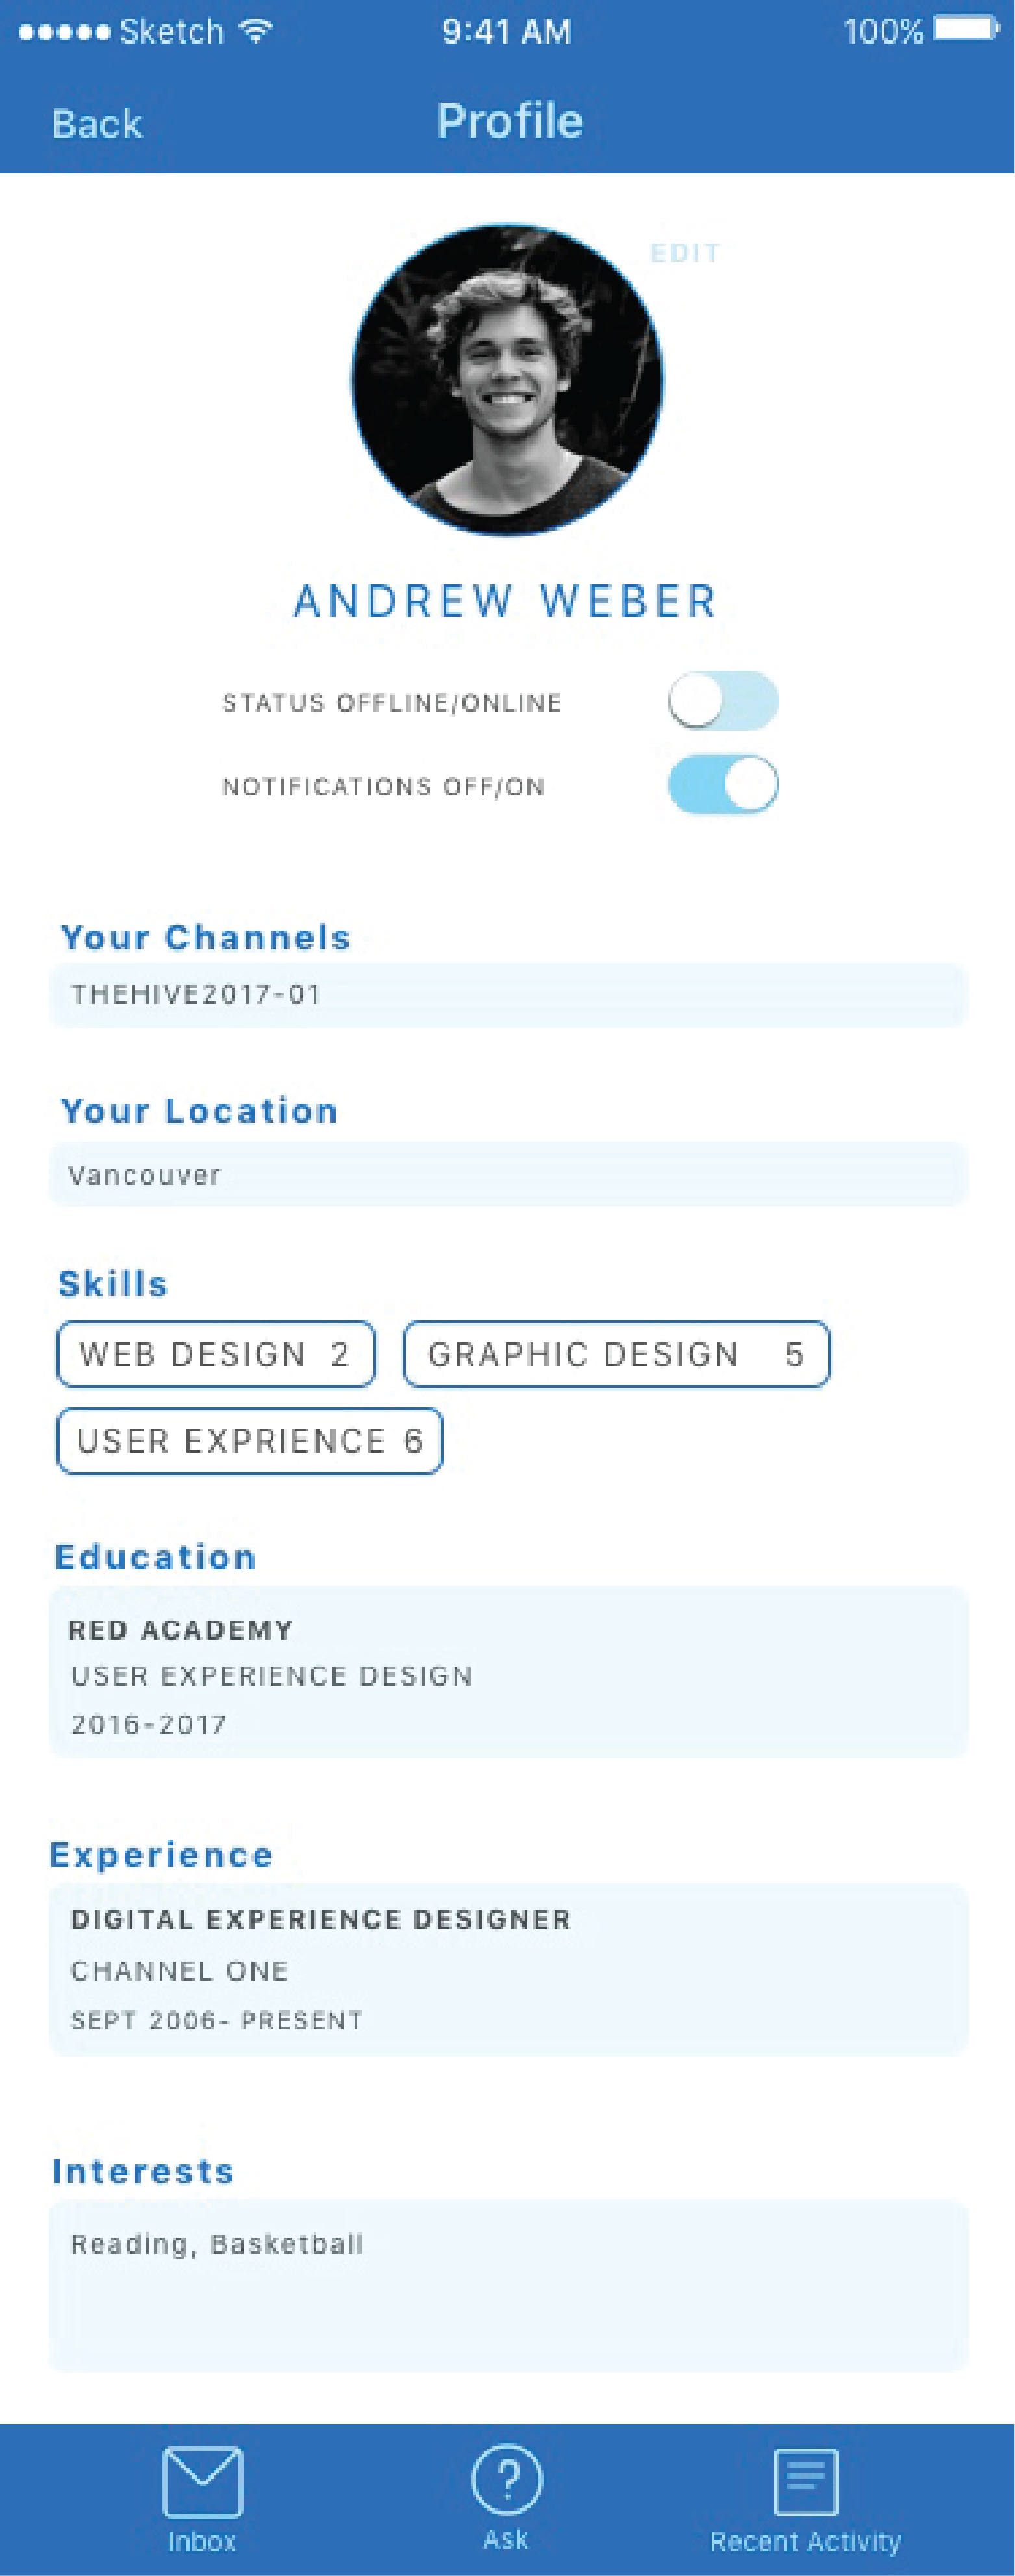 Sketch 9:41 AM 100%
Back Profile
EDIT
ANDREW WEBER
STATUS OFFLINE/ONLINE
NOTIFICATIONS OFF/ON
Your Channels
THEHIVE2017-01
Your Location
Vancouver
Skills
WEB DESIGN 2 GRAPHIC DESIGN 5
USER EXPRIENCE 6
Education
RED ACADEMY
USER EXPERIENCE DESIGN
2016-2017
Experience
DIGITAL EXPERIENCE DESIGNER
CHANNEL ONE
SEPT 2006- PRESENT
Interests
Reading, Basketball
Inbox Ask Recent Activity